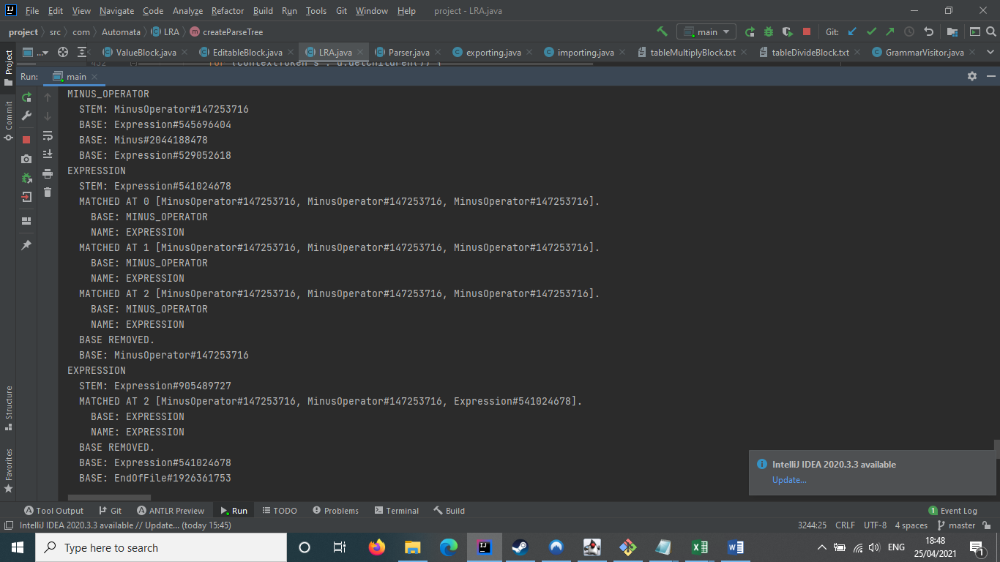 File Edit View Navigate Code Analyze Refactor Build Run Tools Git Window Help project - LRA.java
project src com Automata LRA createParseTree main Git:
Project ... ValueBlock.java EditableBlock.java LRA.java Parser.java exporting.java importing.java tableMultiplyBlock.txt tableDivideBlock.txt GrammarVisitor.java
Run: main
MINUS_OPERATOR
STEM: MinusOperator#147253716
BASE: Expression#545696404
BASE: Minus#2044188478
BASE: Expression#529052618
EXPRESSION
STEM: Expression#541024678
MATCHED AT 0 [MinusOperator#147253716, MinusOperator#147253716, MinusOperator#147253716].
BASE: MINUS_OPERATOR
NAME: EXPRESSION
MATCHED AT 1 [MinusOperator#147253716, MinusOperator#147253716, MinusOperator#147253716].
BASE: MINUS_OPERATOR
NAME: EXPRESSION
MATCHED AT 2 [MinusOperator#147253716, MinusOperator#147253716, MinusOperator#147253716].
BASE: MINUS_OPERATOR
NAME: EXPRESSION
BASE REMOVED.
BASE: MinusOperator#147253716
EXPRESSION
STEM: Expression#905489727
MATCHED AT 2 [MinusOperator#147253716, MinusOperator#147253716, Expression#541024678].
BASE: EXPRESSION
NAME: EXPRESSION
BASE REMOVED.
BASE: Expression#541024678
BASE: EndOfFile#1926361753
Commit
Structure
Favorites
IntelliJ IDEA 2020.3.3 available
Update...
Tool Output Git ANTLR Preview Run TODO Problems Terminal Build 1 Event Log
IntelliJ IDEA 2020.3.3 available // Update... (today 15:45) 3244:25 CRLF UTF-8 4 spaces master
Type here to search ENG 18:48
25/04/2021 1